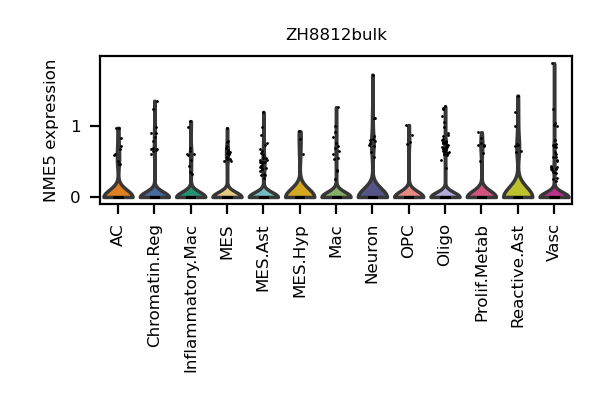 ZH8812bulk
NME5 expression
1
0
AC
Chromatin.Reg
Inflammatory.Mac
MES
MES.Ast
MES.Hyp
Mac
Neuron
OPC
Oligo
Prolif.Metab
Reactive.Ast
Vasc